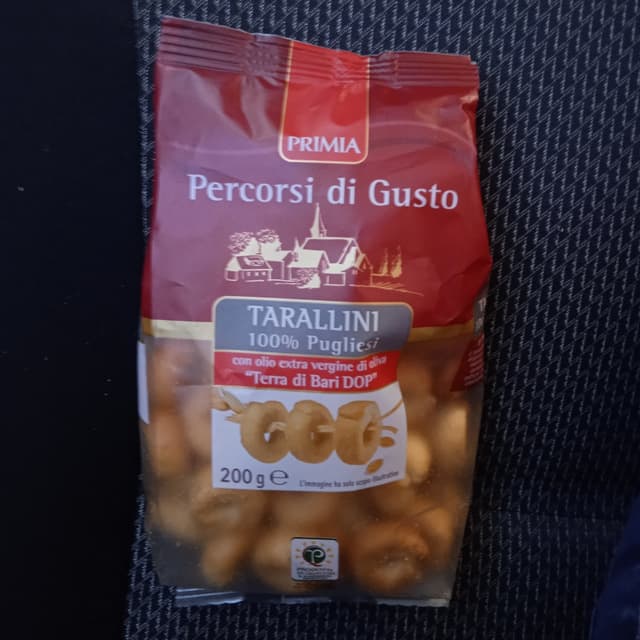 PRIMIA
Percorsi di Gusto
TARALLINI
100% Pugliesi
con olio extra vergine di oliva
"Terra di Bari DOP"
200 g ℮
L'immagine ha solo scopo illustrativo